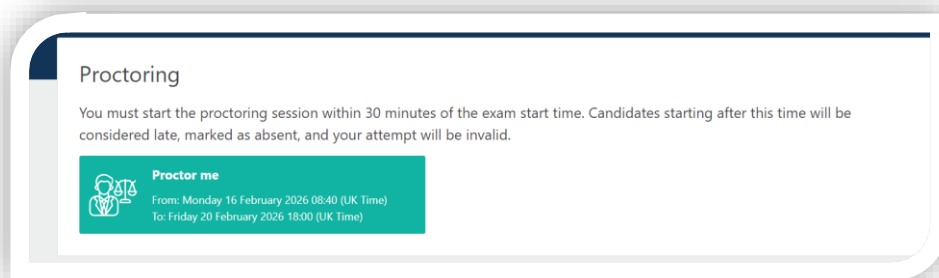 Proctoring
You must start the proctoring session within 30 minutes of the exam start time. Candidates starting after this time will be
considered late, marked as absent, and your attempt will be invalid.
Proctor me
From: Monday 16 February 2026 08:40 (UK Time)
To: Friday 20 February 2026 18:00 (UK Time)